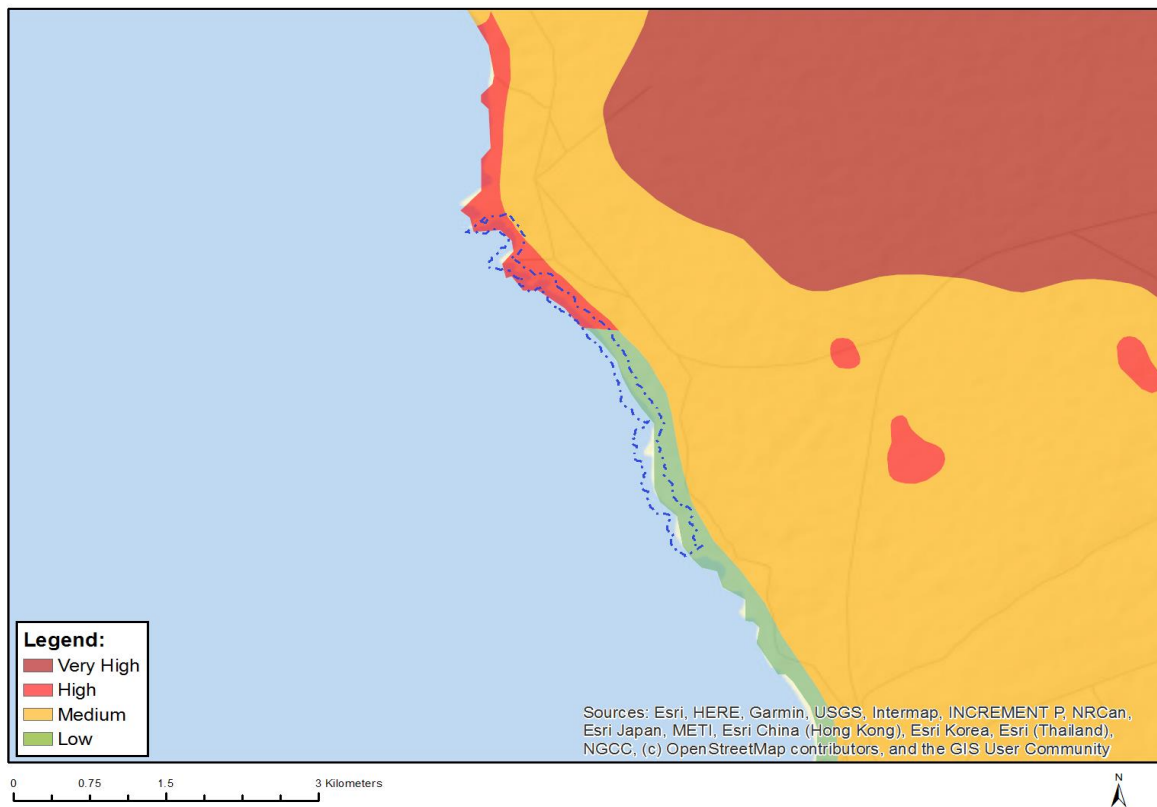 Legend:
Very High
High
Medium
Low
Sources: Esri, HERE, Garmin, USGS, Intermap, INCREMENT P, NRCan,
Esri Japan, METI, Esri China (Hong Kong), Esri Korea, Esri (Thailand),
NGCC, (c) OpenStreetMap contributors, and the GIS User Community
0 0.75 1.5 3 Kilometers
N